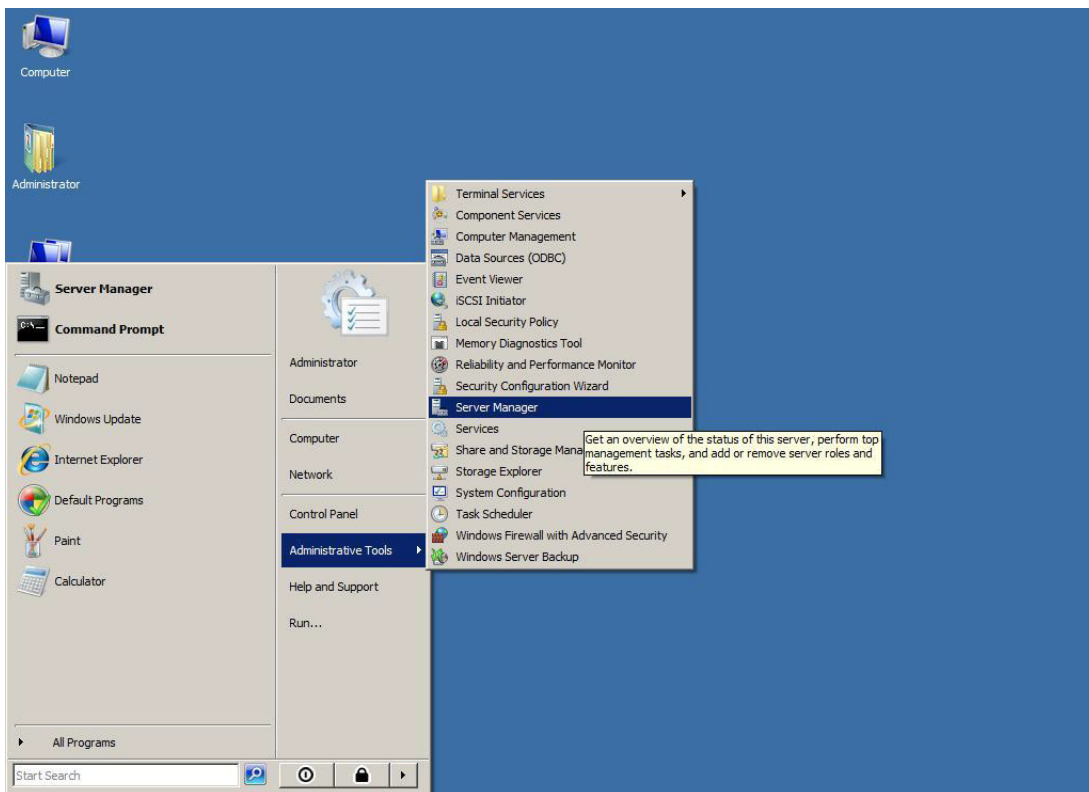 Computer
Administrator
Server Manager
Command Prompt
Notepad
Windows Update
Internet Explorer
Default Programs
Paint
Calculator
All Programs
Start Search
Administrator
Documents
Computer
Network
Control Panel
Administrative Tools
Help and Support
Run...
Terminal Services
Component Services
Computer Management
Data Sources (ODBC)
Event Viewer
iSCSI Initiator
Local Security Policy
Memory Diagnostics Tool
Reliability and Performance Monitor
Security Configuration Wizard
Server Manager
Services
Share and Storage Mana
Storage Explorer
System Configuration
Task Scheduler
Windows Firewall with Advanced Security
Windows Server Backup
Get an overview of the status of this server, perform top
management tasks, and add or remove server roles and
features.